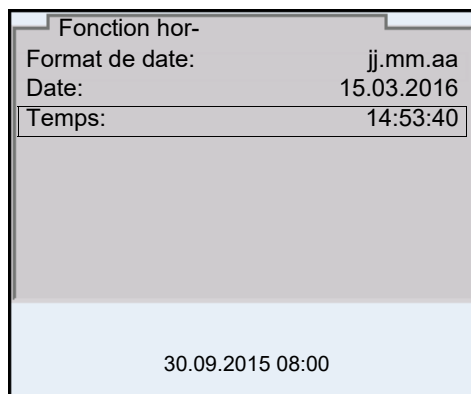 Fonction hor-
Format de date: jj.mm.aa
Date: 15.03.2016
Temps: 14:53:40
30.09.2015 08:00